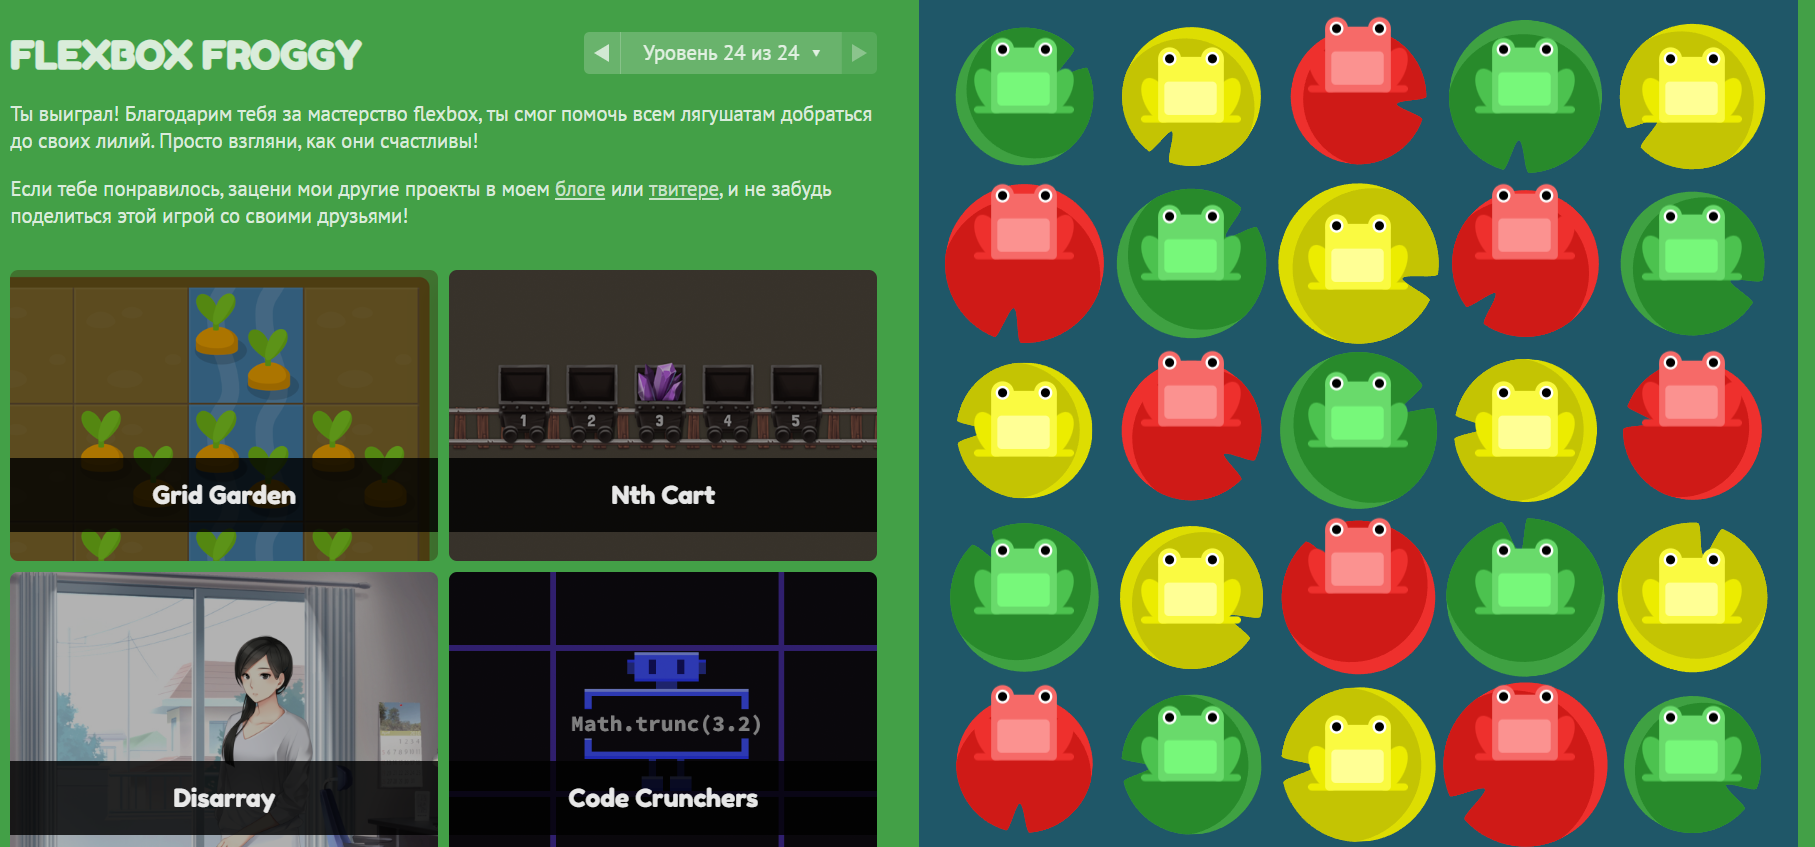 FLEXBOX FROGGY
Уровень 24 из 24
Ты выиграл! Благодарим тебя за мастерство flexbox, ты смог помочь всем лягушатам добраться
до своих лилий. Просто взгляни, как они счастливы!
Если тебе понравилось, зацени мои другие проекты в моем блоге или твитере, и не забудь
поделиться этой игрой со своими друзьями!
Grid Garden
1 2 3 4 5
Nth Cart
Disarray
Math.trunc(3.2)
Code Crunchers